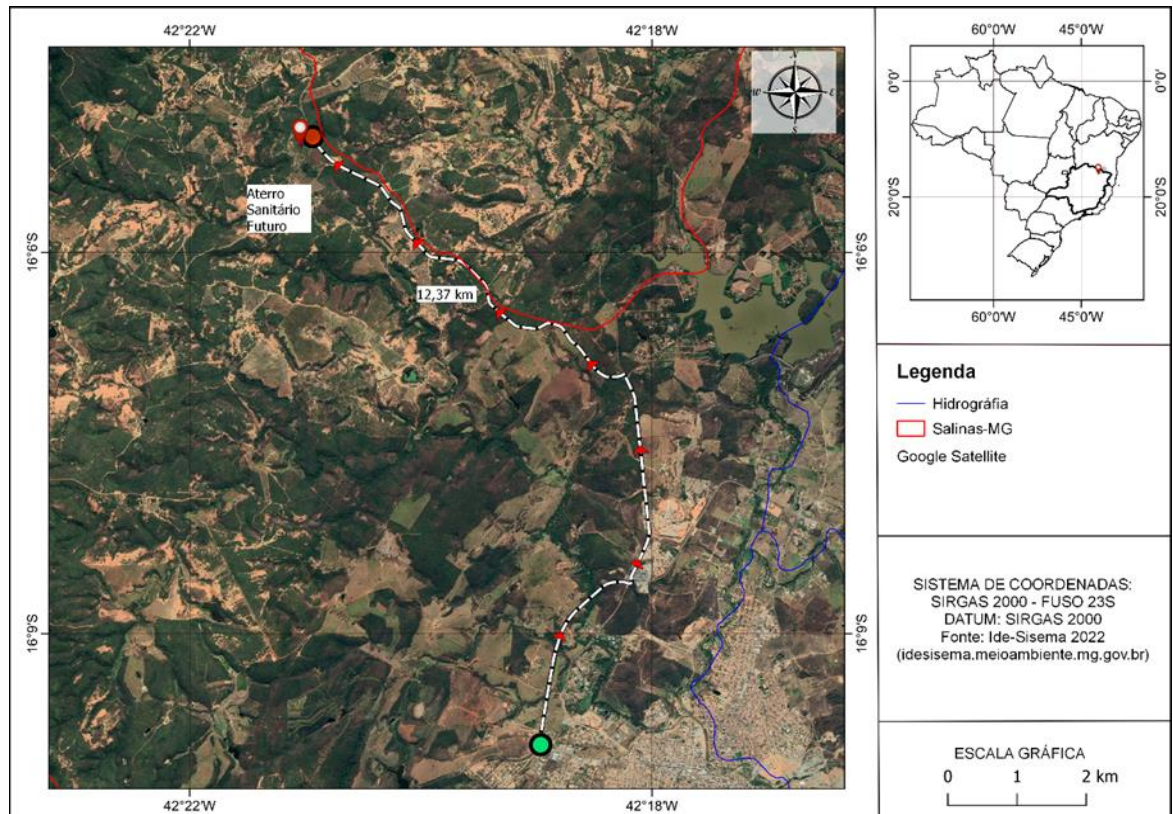 42°22'W
42°18'W
16°6'S
16°9'S
16°6'S
16°9'S
42°22'W
42°18'W
Aterro
Sanitário
Futuro
12,37 km
N
W
E
S
60°0'W
45°0'W
0°0'
20°0'S
0°0'
20°0'S
60°0'W
45°0'W
Legenda
Hidrográfia
Salinas-MG
Google Satellite
SISTEMA DE COORDENADAS:
SIRGAS 2000 - FUSO 23S
DATUM: SIRGAS 2000
Fonte: Ide-Sisema 2022
(idesisema.meioambiente.mg.gov.br)
ESCALA GRÁFICA
0 1 2 km